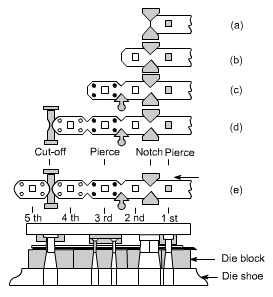 (a)
(b)
(c)
(d)
Cut-off Pierce Notch Pierce
(e)
5 th 4 th 3 rd 2 nd 1 st
Die block
Die shoe